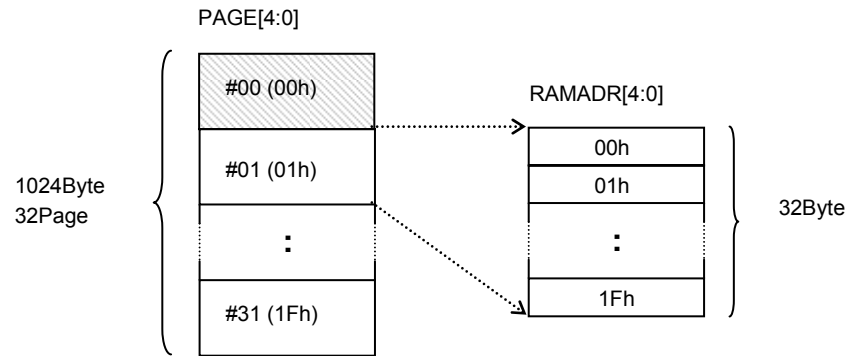 PAGE[4:0]
#00 (00h)
RAMADR[4:0]
00h
#01 (01h)
01h
1024Byte
32Page
32Byte
:
:
1Fh
#31 (1Fh)